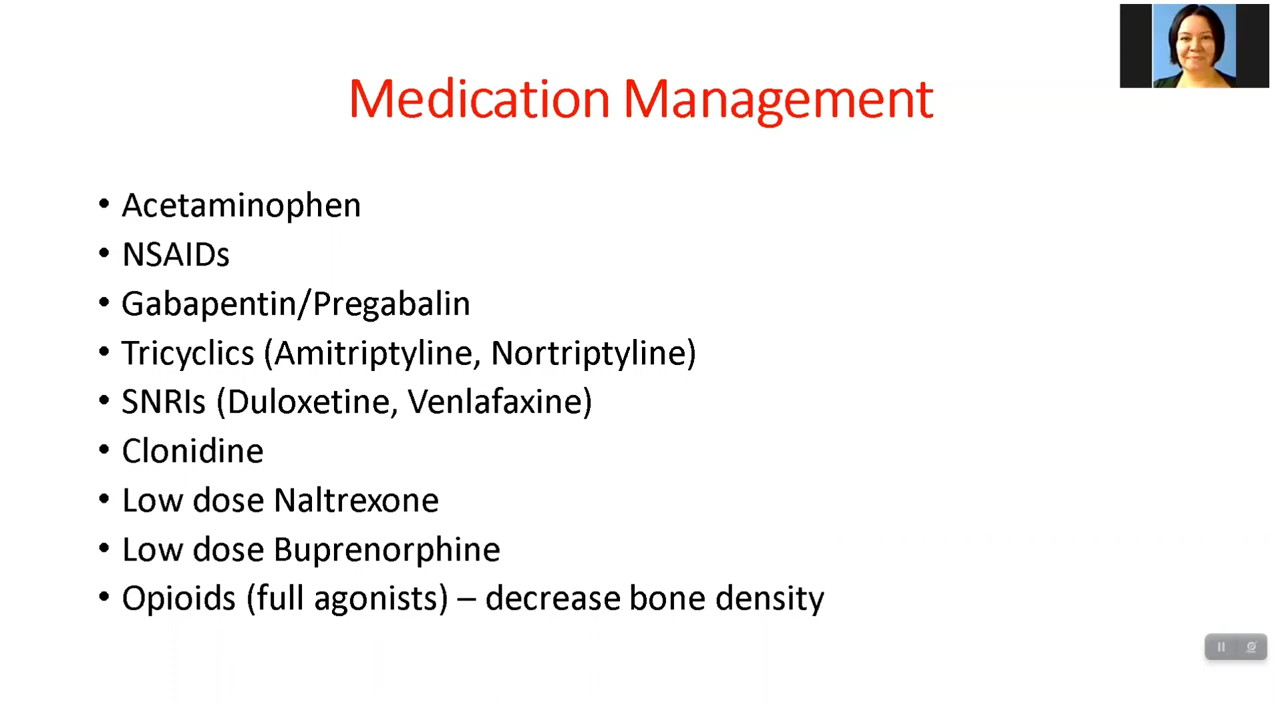 Medication Management
• Acetaminophen
• NSAIDs
• Gabapentin/Pregabalin
• Tricyclics (Amitriptyline, Nortriptyline)
• SNRIs (Duloxetine, Venlafaxine)
• Clonidine
• Low dose Naltrexone
• Low dose Buprenorphine
• Opioids (full agonists) – decrease bone density